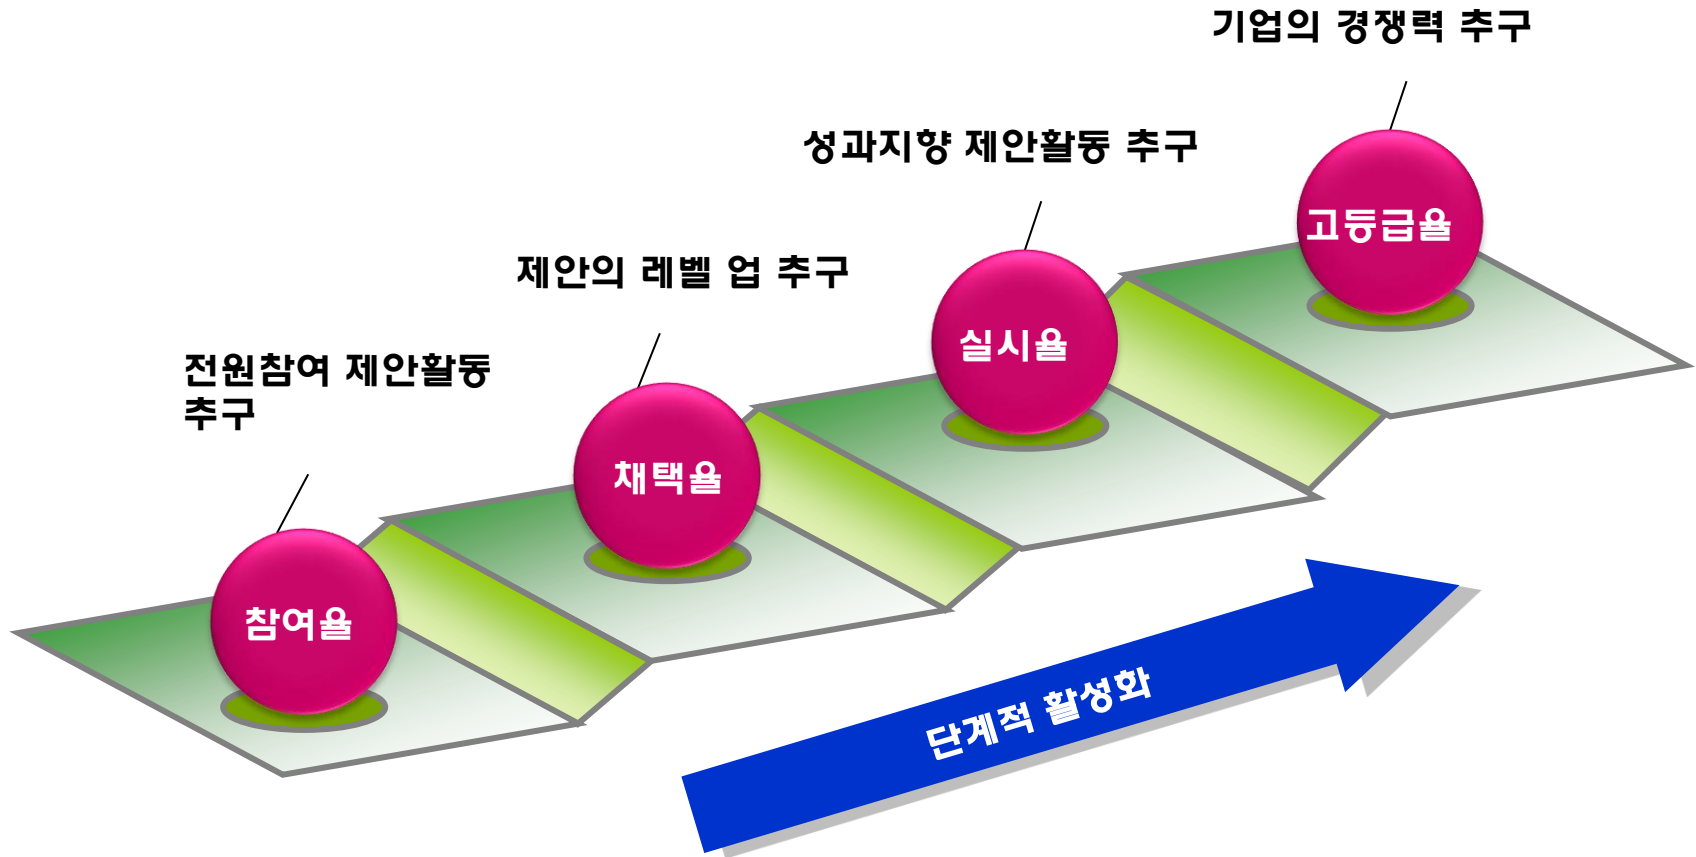 기업의 경쟁력 추구
성과지향 제안활동 추구
고등급율
제안의 레벨 업 추구
실시율
전원참여 제안활동
추구
채택율
참여율
단계적 활성화